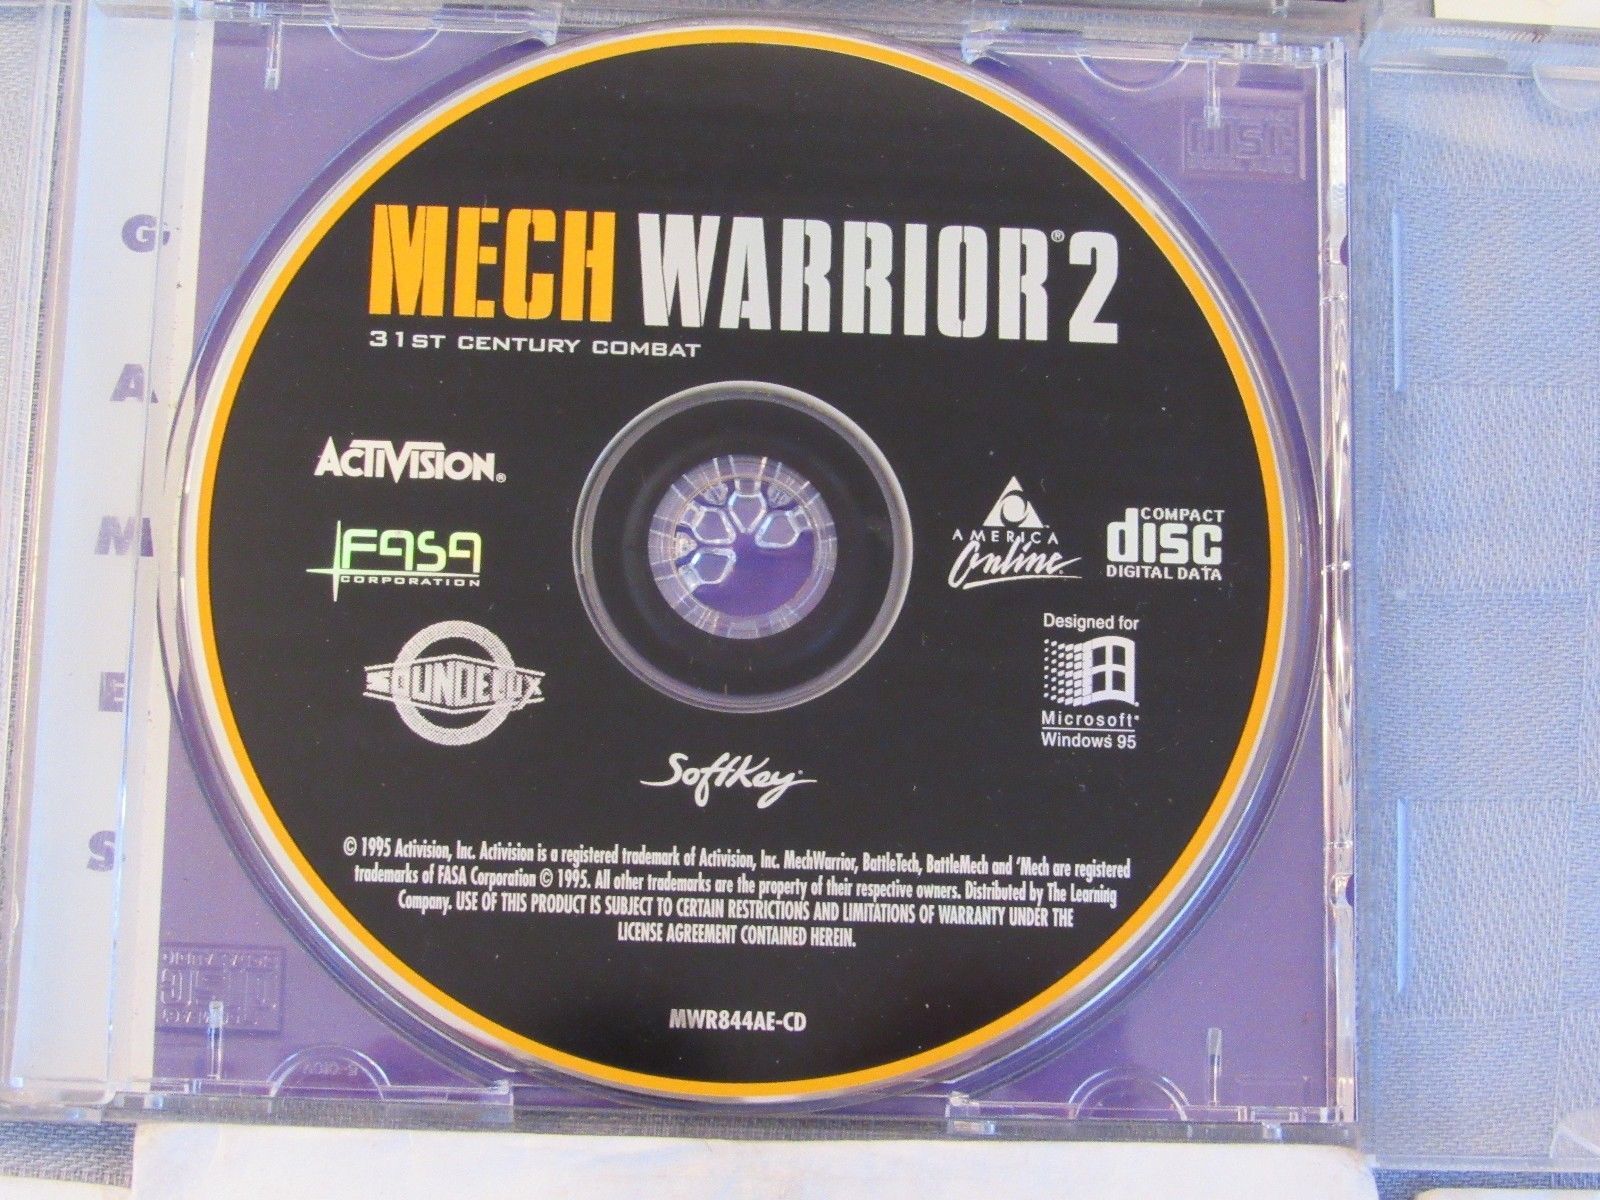 MECH WARRIOR® 2
31ST CENTURY COMBAT
ACTIVISION®
FASA
CORPORATION
SOUNDELUX
AMERICA
Online®
COMPACT
disc
DIGITAL DATA
Designed for
Microsoft®
Windows 95
SoftKey
© 1995 Activision, Inc. Activision is a registered trademark of Activision, Inc. MechWarrior, BattleTech, BattleMech and 'Mech are registered
trademarks of FASA Corporation © 1995. All other trademarks are the property of their respective owners. Distributed by The Learning
Company. USE OF THIS PRODUCT IS SUBJECT TO CERTAIN RESTRICTIONS AND LIMITATIONS OF WARRANTY UNDER THE
LICENSE AGREEMENT CONTAINED HEREIN.
MWR844AE-CD
G
A
M
E
S
DISC